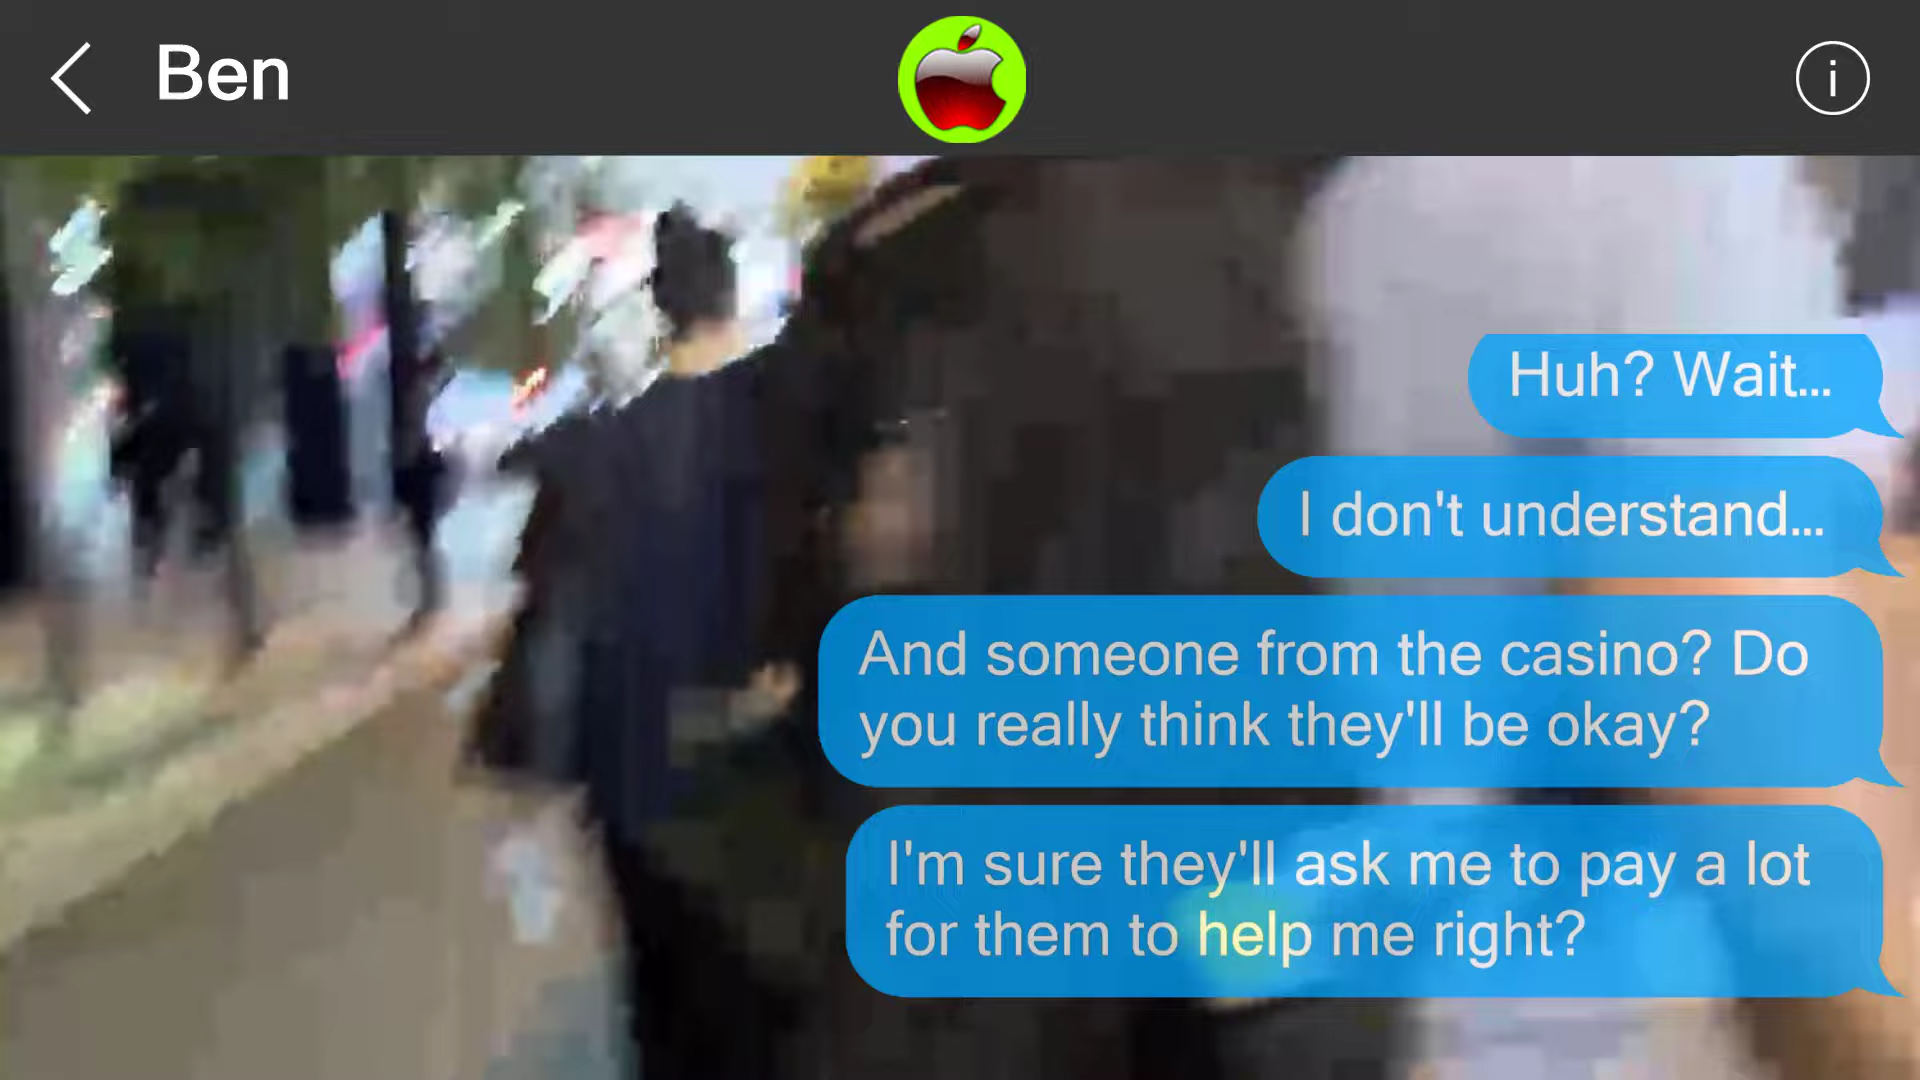 Ben
Huh? Wait...
I don't understand...
And someone from the casino? Do
you really think they'll be okay?
I'm sure they'll ask me to pay a lot
for them to help me right?